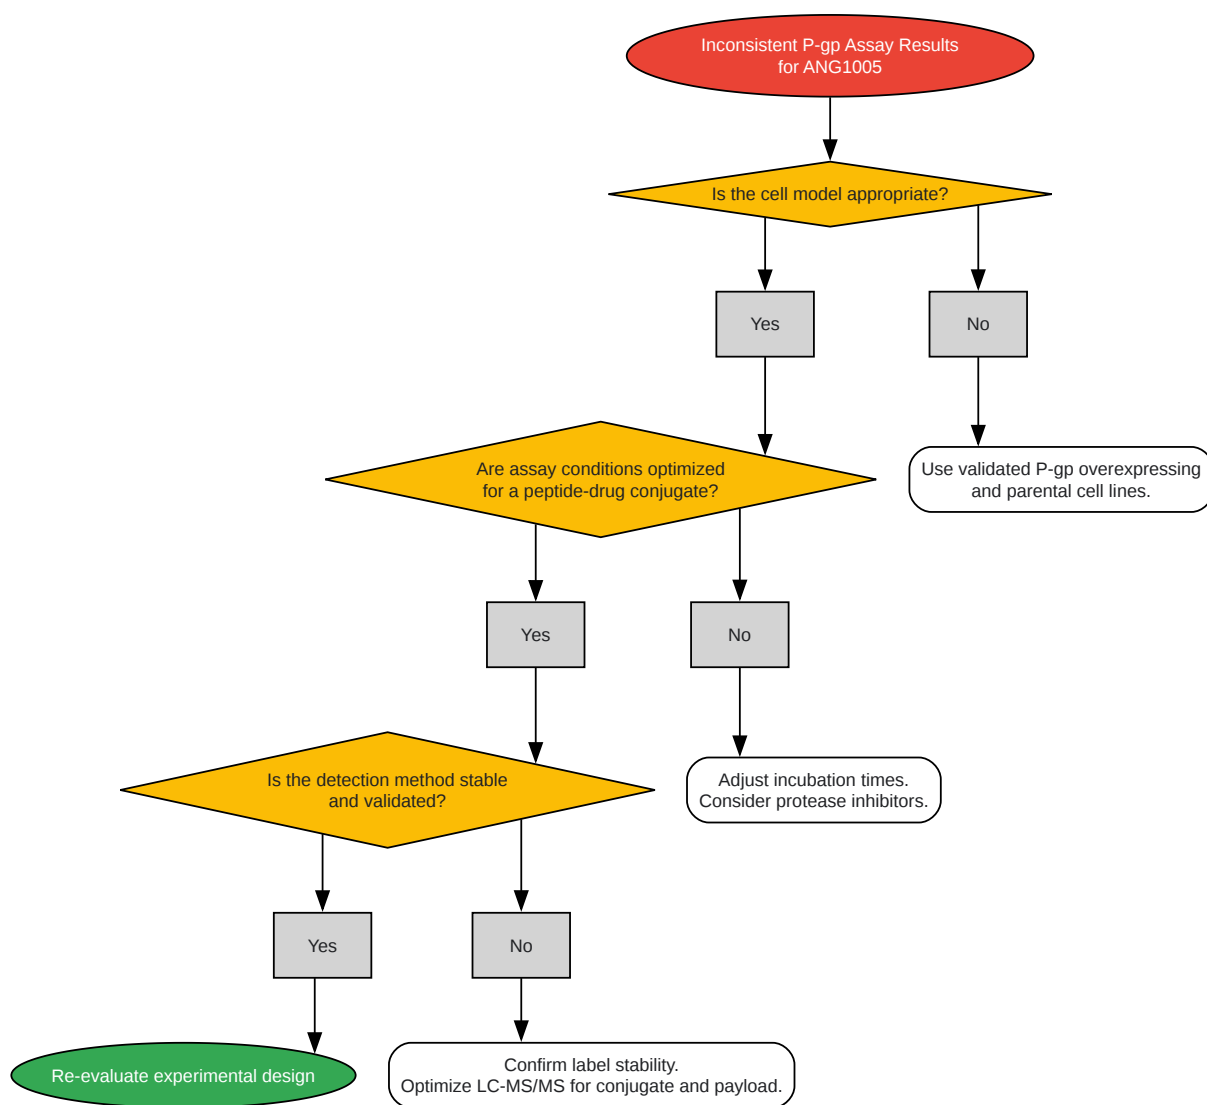 Inconsistent P-gp Assay Results
for ANG1005
Is the cell model appropriate?
Yes
No
Are assay conditions optimized
for a peptide-drug conjugate?
Use validated P-gp overexpressing
and parental cell lines.
Yes
No
Is the detection method stable
and validated?
Adjust incubation times.
Consider protease inhibitors.
Yes
No
Re-evaluate experimental design
Confirm label stability.
Optimize LC-MS/MS for conjugate and payload.